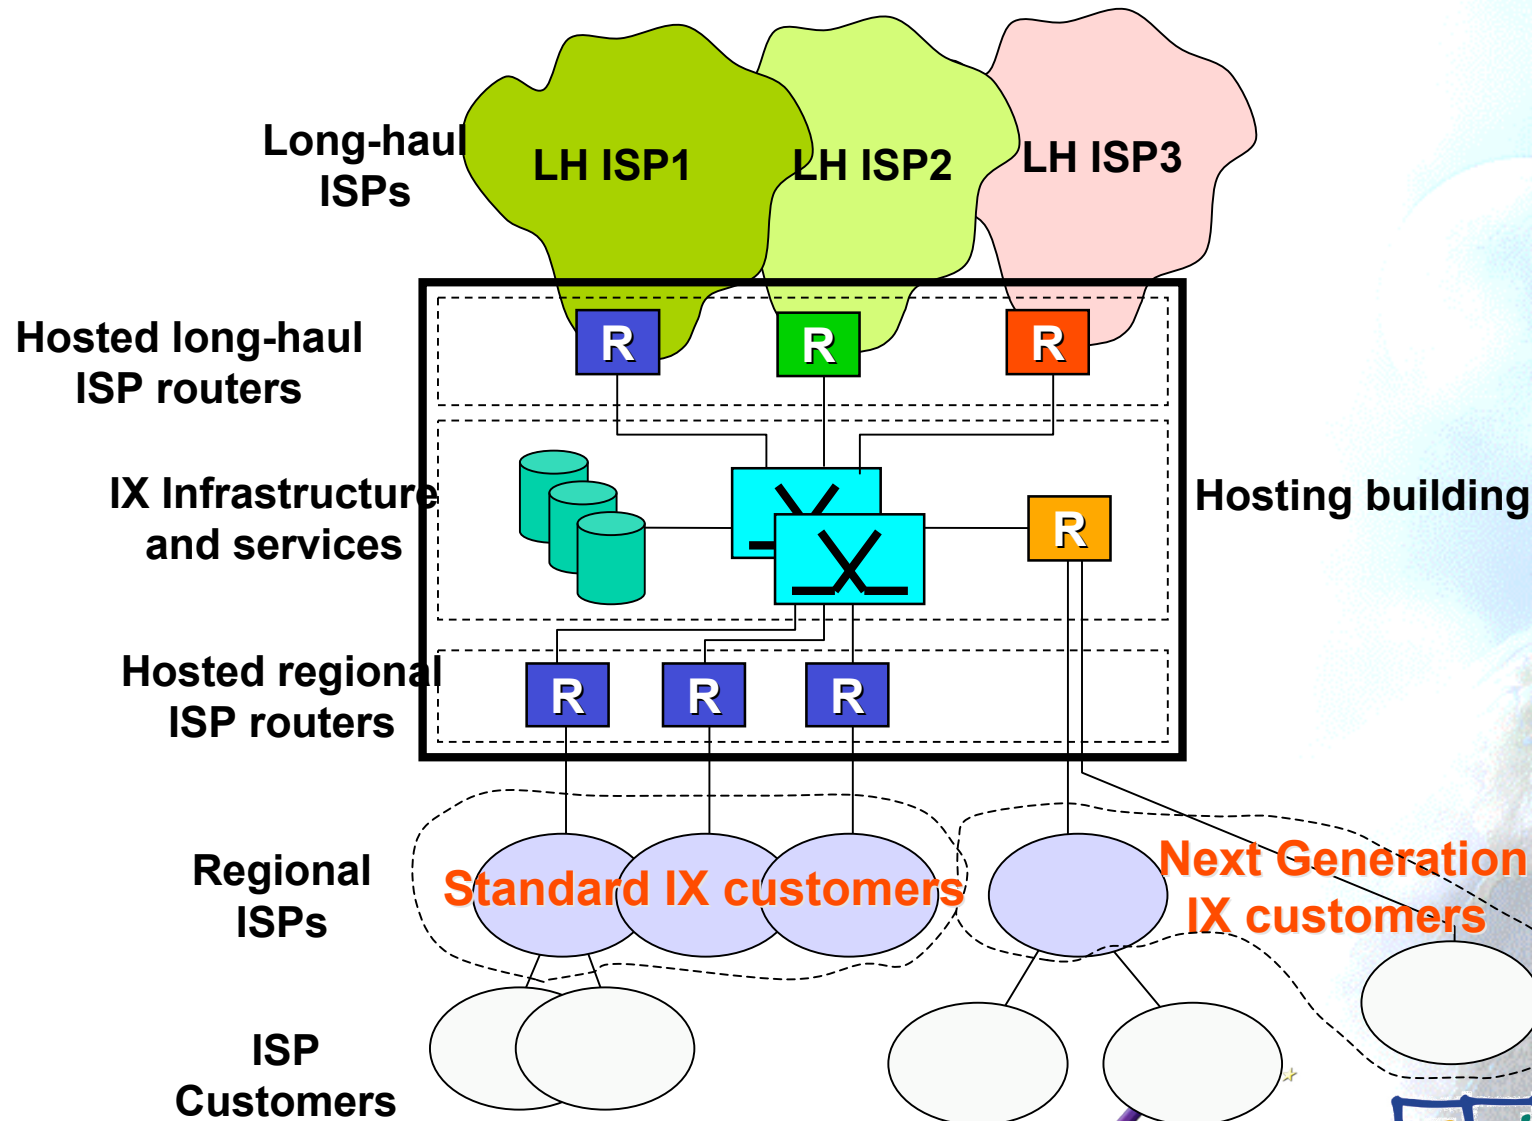 Long-haul
ISPs
LH ISP1
LH ISP2
LH ISP3
Hosted long-haul
ISP routers
R
R
R
IX Infrastructure
and services
R
Hosting building
Hosted regional
ISP routers
R
R
R
Regional
ISPs
Standard IX customers
Next Generation
IX customers
ISP
Customers